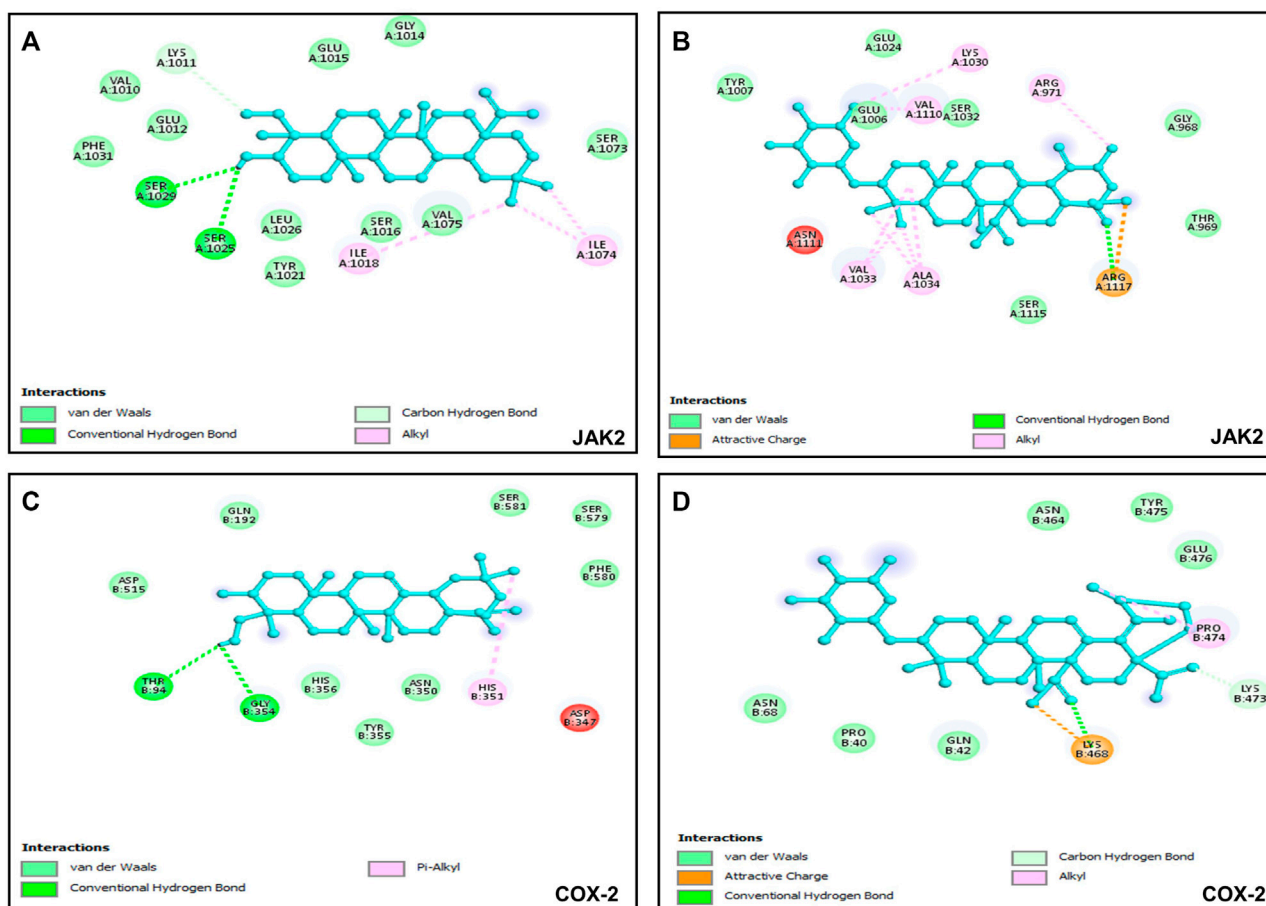 A
GLY
A:1014
GLU
A:1015
LYS
A:1011
VAL
A:1010
GLU
A:1012
PHE
A:1031
SER
A:1073
SER
A:1029
LEU
A:1026
SER
A:1016
VAL
A:1075
SER
A:1025
ILE
A:1018
ILE
A:1074
TYR
A:1021
Interactions
van der Waals
Conventional Hydrogen Bond
Carbon Hydrogen Bond
Alkyl
JAK2
B
GLU
A:1024
LYS
A:1030
TYR
A:1007
ARG
A:971
GLU
A:1006
VAL
A:1110
SER
A:1032
GLY
A:968
THR
A:969
ASN
A:1111
VAL
A:1033
ALA
A:1034
ARG
A:1117
SER
A:1115
Interactions
van der Waals
Attractive Charge
Conventional Hydrogen Bond
Alkyl
JAK2
C
GLN
B:192
SER
B:581
SER
B:579
ASP
B:515
PHE
B:580
THR
B:94
GLY
B:354
HIS
B:356
ASN
B:350
HIS
B:351
TYR
B:355
ASP
B:347
Interactions
van der Waals
Conventional Hydrogen Bond
Pi-Alkyl
COX-2
D
ASN
B:464
TYR
B:475
GLU
B:476
PRO
B:474
LYS
B:473
ASN
B:68
PRO
B:40
GLN
B:42
LYS
B:468
Interactions
van der Waals
Attractive Charge
Conventional Hydrogen Bond
Carbon Hydrogen Bond
Alkyl
COX-2